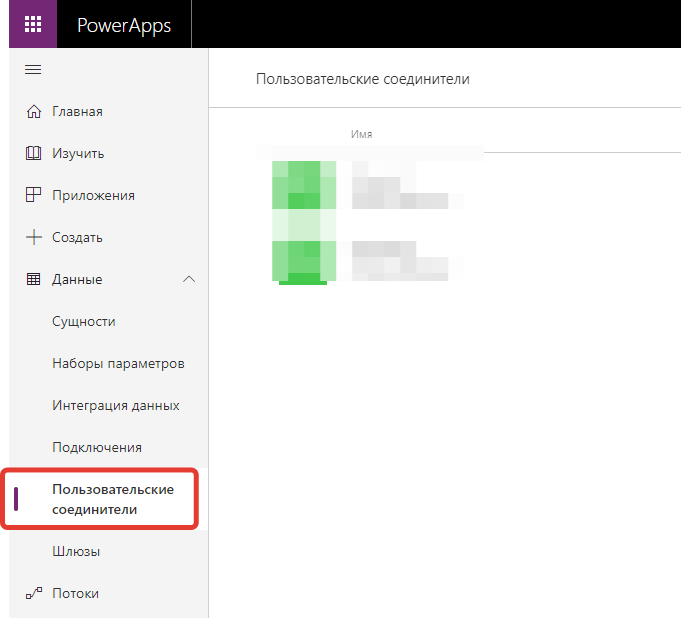 PowerApps
Пользовательские соединители
Имя
Главная
Изучить
Приложения
Создать
Данные
Сущности
Наборы параметров
Интеграция данных
Подключения
Пользовательские
соединители
Шлюзы
Потоки